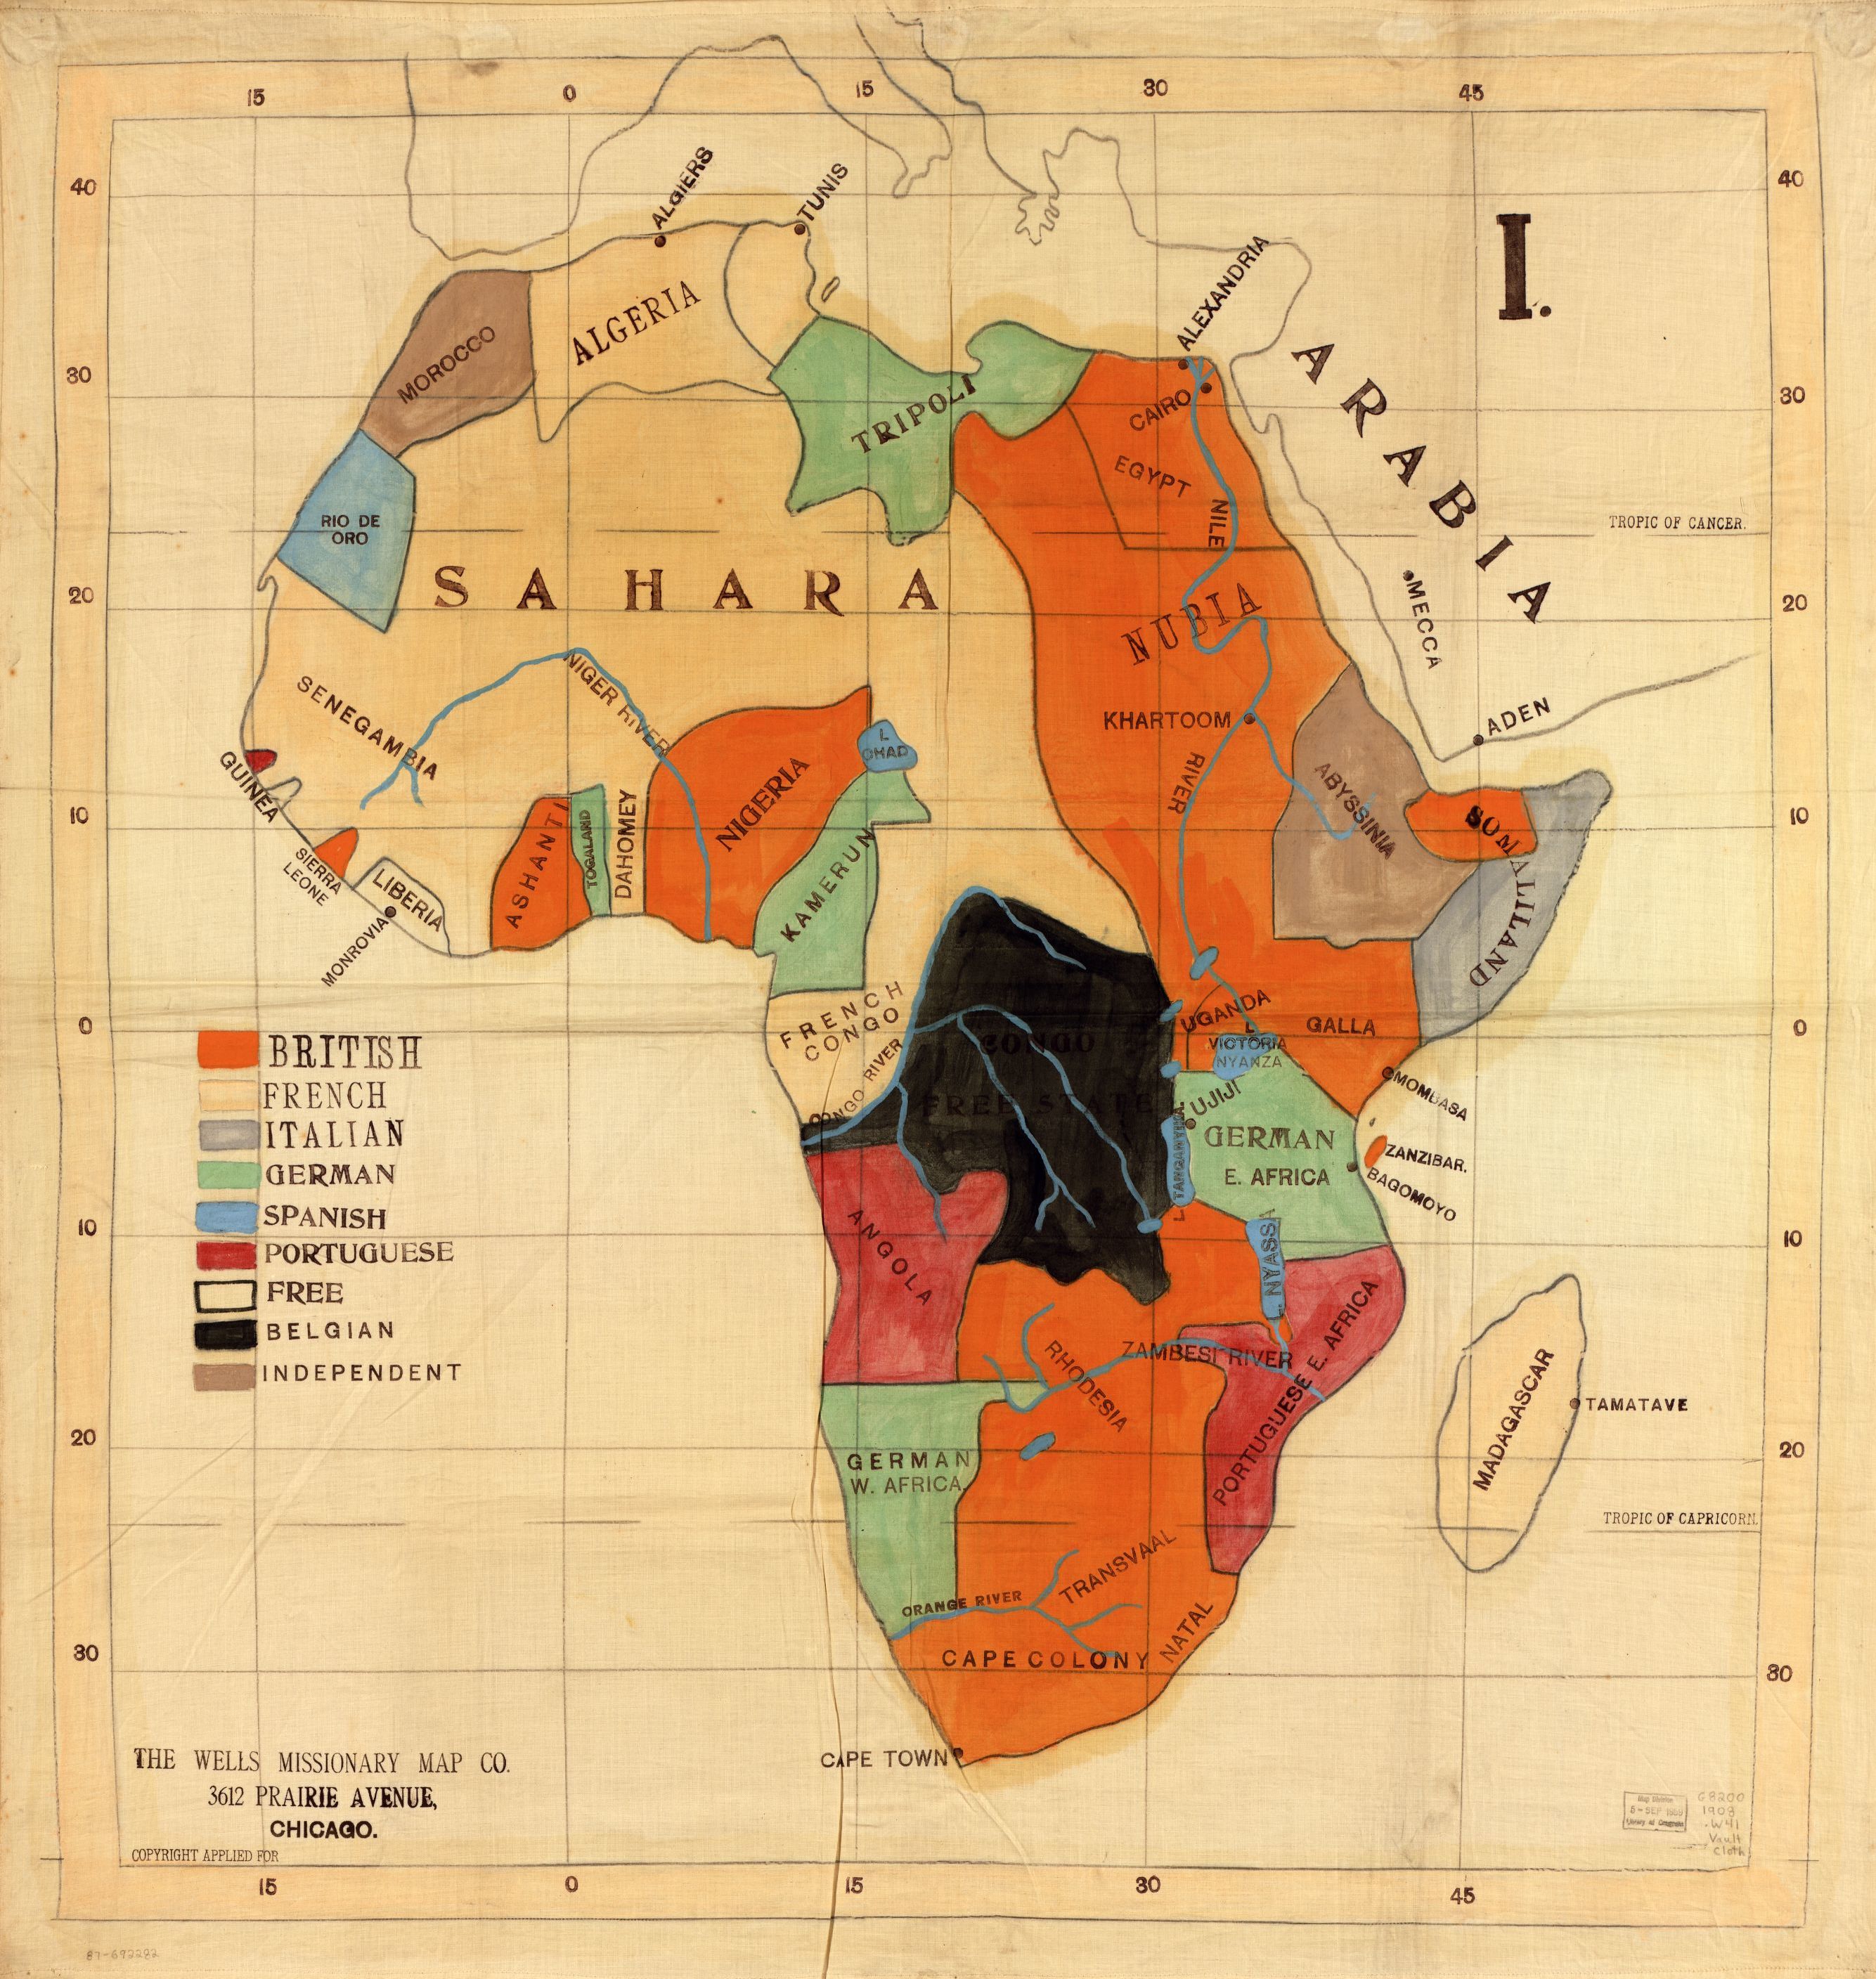 15 0 15 30 45
40 40
ALGIERS
TUNIS
ALEXANDRIA
I.
ARABIA
MOROCCO
ALGERIA
30 30
TRIPOLI
CAIRO
EGYPT
NILE
RIO DE
ORO
TROPIC OF CANCER.
SAHARA
20 20
MECCA
NUBIA
NIGER RIVER
SENEGAMBIA
KHARTOOM
RIVER
ADEN
L
CHAD
GUINEA
NIGERIA
ABYSSINIA
10 10
SOMALILAND
ASHANTI
TOGALAND
DAHOMEY
KAMERUN
SIERRA
LEONE
LIBERIA
MONROVIA
FRENCH
CONGO
CONGO RIVER
CONGO
FREE STATE
UGANDA
GALLA
0 0
L
VICTORIA
NYANZA
MOMBASA
UJIJI
L. TANGANYIKA.
GERMAN
E. AFRICA
ZANZIBAR.
BAGOMOYO
BRITISH
FRENCH
ITALIAN
GERMAN
SPANISH
PORTUGUESE
FREE
BELGIAN
INDEPENDENT
10 10
ANGOLA
L. NYASSA
ZAMBESI RIVER
RHODESIA
PORTUGUESE E. AFRICA
MADAGASCAR
TAMATAVE
20 20
GERMAN
W. AFRICA.
TROPIC OF CAPRICORN.
TRANSVAAL
ORANGE RIVER
NATAL
CAPE COLONY
30 30
CAPE TOWN
THE WELLS MISSIONARY MAP CO.
3612 PRAIRIE AVENUE,
CHICAGO.
COPYRIGHT APPLIED FOR
Map Division
5 - SEP 1959
Library of Congress
G8200
1908
.W41
Vault
Cloth
15 0 15 30 45
87-692282